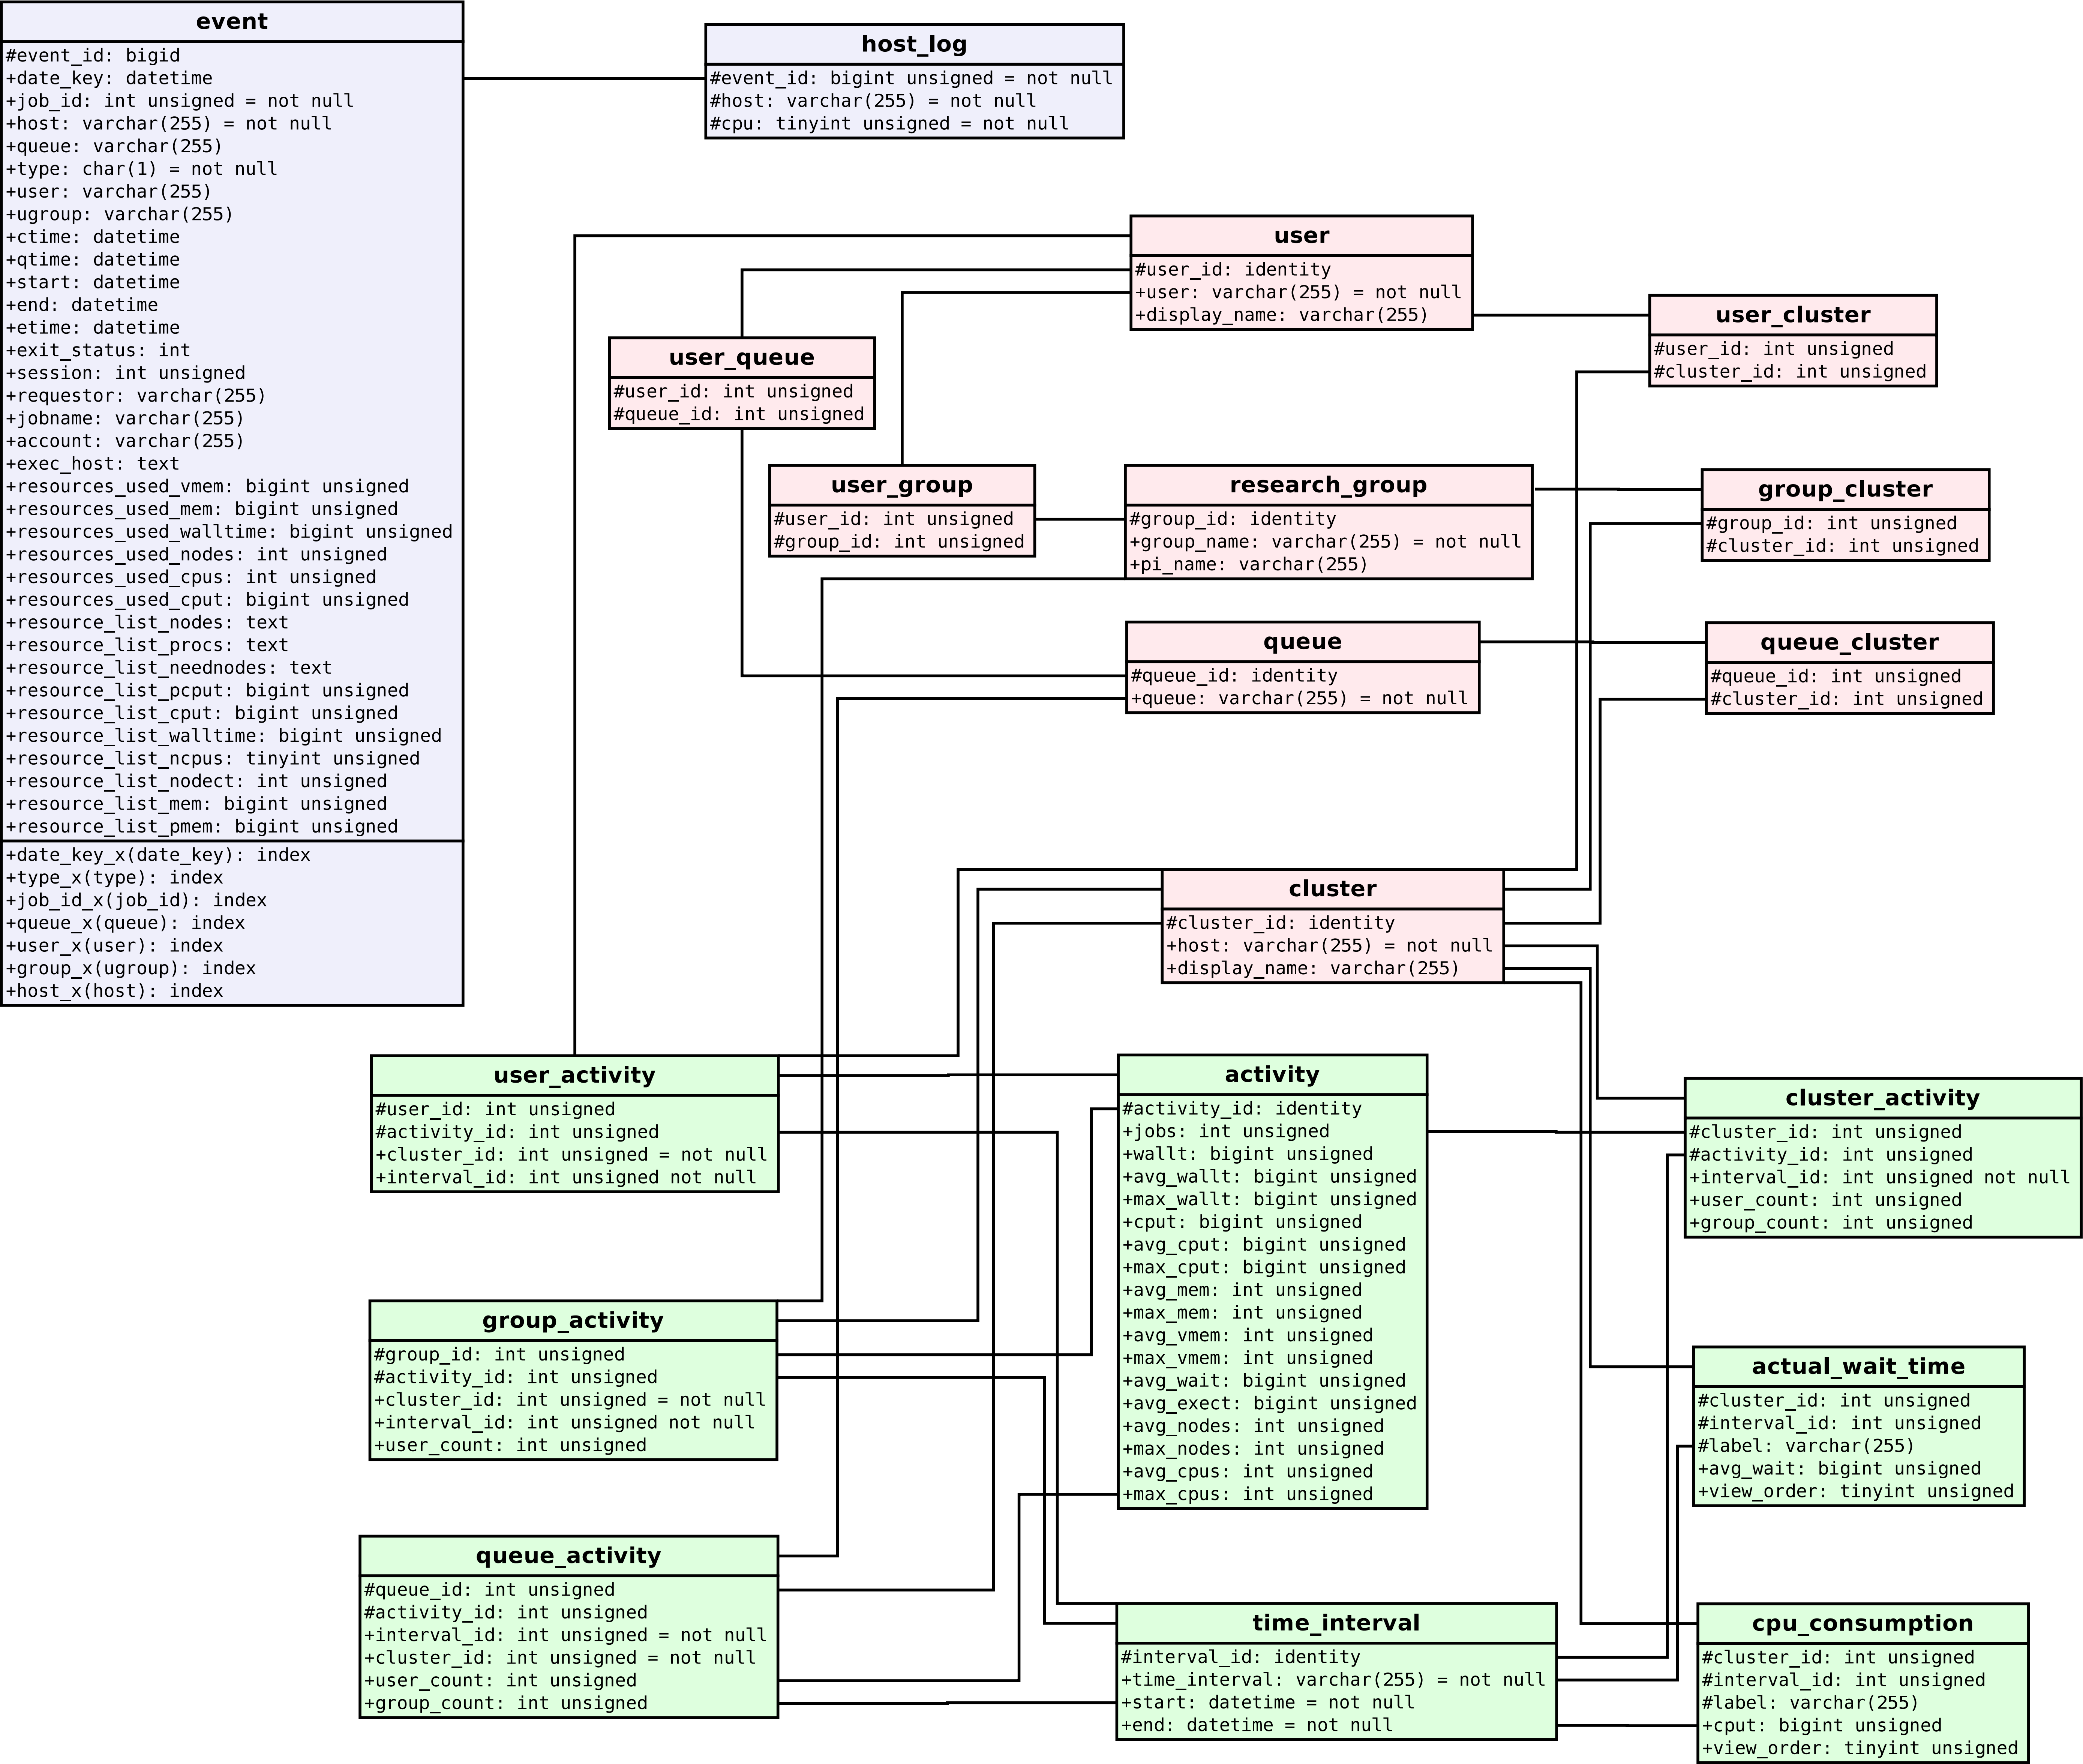 event
#event_id: bigid
+date_key: datetime
+job_id: int unsigned = not null
+host: varchar(255) = not null
+queue: varchar(255)
+type: char(1) = not null
+user: varchar(255)
+ugroup: varchar(255)
+ctime: datetime
+qtime: datetime
+start: datetime
+end: datetime
+etime: datetime
+exit_status: int
+session: int unsigned
+requestor: varchar(255)
+jobname: varchar(255)
+account: varchar(255)
+exec_host: text
+resources_used_vmem: bigint unsigned
+resources_used_mem: bigint unsigned
+resources_used_walltime: bigint unsigned
+resources_used_nodes: int unsigned
+resources_used_cpus: int unsigned
+resources_used_cput: bigint unsigned
+resource_list_nodes: text
+resource_list_procs: text
+resource_list_neednodes: text
+resource_list_pcput: bigint unsigned
+resource_list_cput: bigint unsigned
+resource_list_walltime: bigint unsigned
+resource_list_ncpus: tinyint unsigned
+resource_list_nodect: int unsigned
+resource_list_mem: bigint unsigned
+resource_list_pmem: bigint unsigned
+date_key_x(date_key): index
+type_x(type): index
+job_id_x(job_id): index
+queue_x(queue): index
+user_x(user): index
+group_x(ugroup): index
+host_x(host): index
host_log
#event_id: bigint unsigned = not null
#host: varchar(255) = not null
#cpu: tinyint unsigned = not null
user
#user_id: identity
+user: varchar(255) = not null
+display_name: varchar(255)
user_cluster
#user_id: int unsigned
#cluster_id: int unsigned
user_queue
#user_id: int unsigned
#queue_id: int unsigned
user_group
#user_id: int unsigned
#group_id: int unsigned
research_group
#group_id: identity
+group_name: varchar(255) = not null
+pi_name: varchar(255)
group_cluster
#group_id: int unsigned
#cluster_id: int unsigned
queue
#queue_id: identity
+queue: varchar(255) = not null
queue_cluster
#queue_id: int unsigned
#cluster_id: int unsigned
cluster
#cluster_id: identity
+host: varchar(255) = not null
+display_name: varchar(255)
user_activity
#user_id: int unsigned
#activity_id: int unsigned
+cluster_id: int unsigned = not null
+interval_id: int unsigned not null
activity
#activity_id: identity
+jobs: int unsigned
+wallt: bigint unsigned
+avg_wallt: bigint unsigned
+max_wallt: bigint unsigned
+cput: bigint unsigned
+avg_cput: bigint unsigned
+max_cput: bigint unsigned
+avg_mem: int unsigned
+max_mem: int unsigned
+avg_vmem: int unsigned
+max_vmem: int unsigned
+avg_wait: bigint unsigned
+avg_exect: bigint unsigned
+avg_nodes: int unsigned
+max_nodes: int unsigned
+avg_cpus: int unsigned
+max_cpus: int unsigned
cluster_activity
#cluster_id: int unsigned
#activity_id: int unsigned
+interval_id: int unsigned not null
+user_count: int unsigned
+group_count: int unsigned
group_activity
#group_id: int unsigned
#activity_id: int unsigned
+cluster_id: int unsigned = not null
+interval_id: int unsigned not null
+user_count: int unsigned
actual_wait_time
#cluster_id: int unsigned
#interval_id: int unsigned
#label: varchar(255)
+avg_wait: bigint unsigned
+view_order: tinyint unsigned
queue_activity
#queue_id: int unsigned
#activity_id: int unsigned
+interval_id: int unsigned = not null
+cluster_id: int unsigned = not null
+user_count: int unsigned
+group_count: int unsigned
time_interval
#interval_id: identity
+time_interval: varchar(255) = not null
+start: datetime = not null
+end: datetime = not null
cpu_consumption
#cluster_id: int unsigned
#interval_id: int unsigned
#label: varchar(255)
+cput: bigint unsigned
+view_order: tinyint unsigned